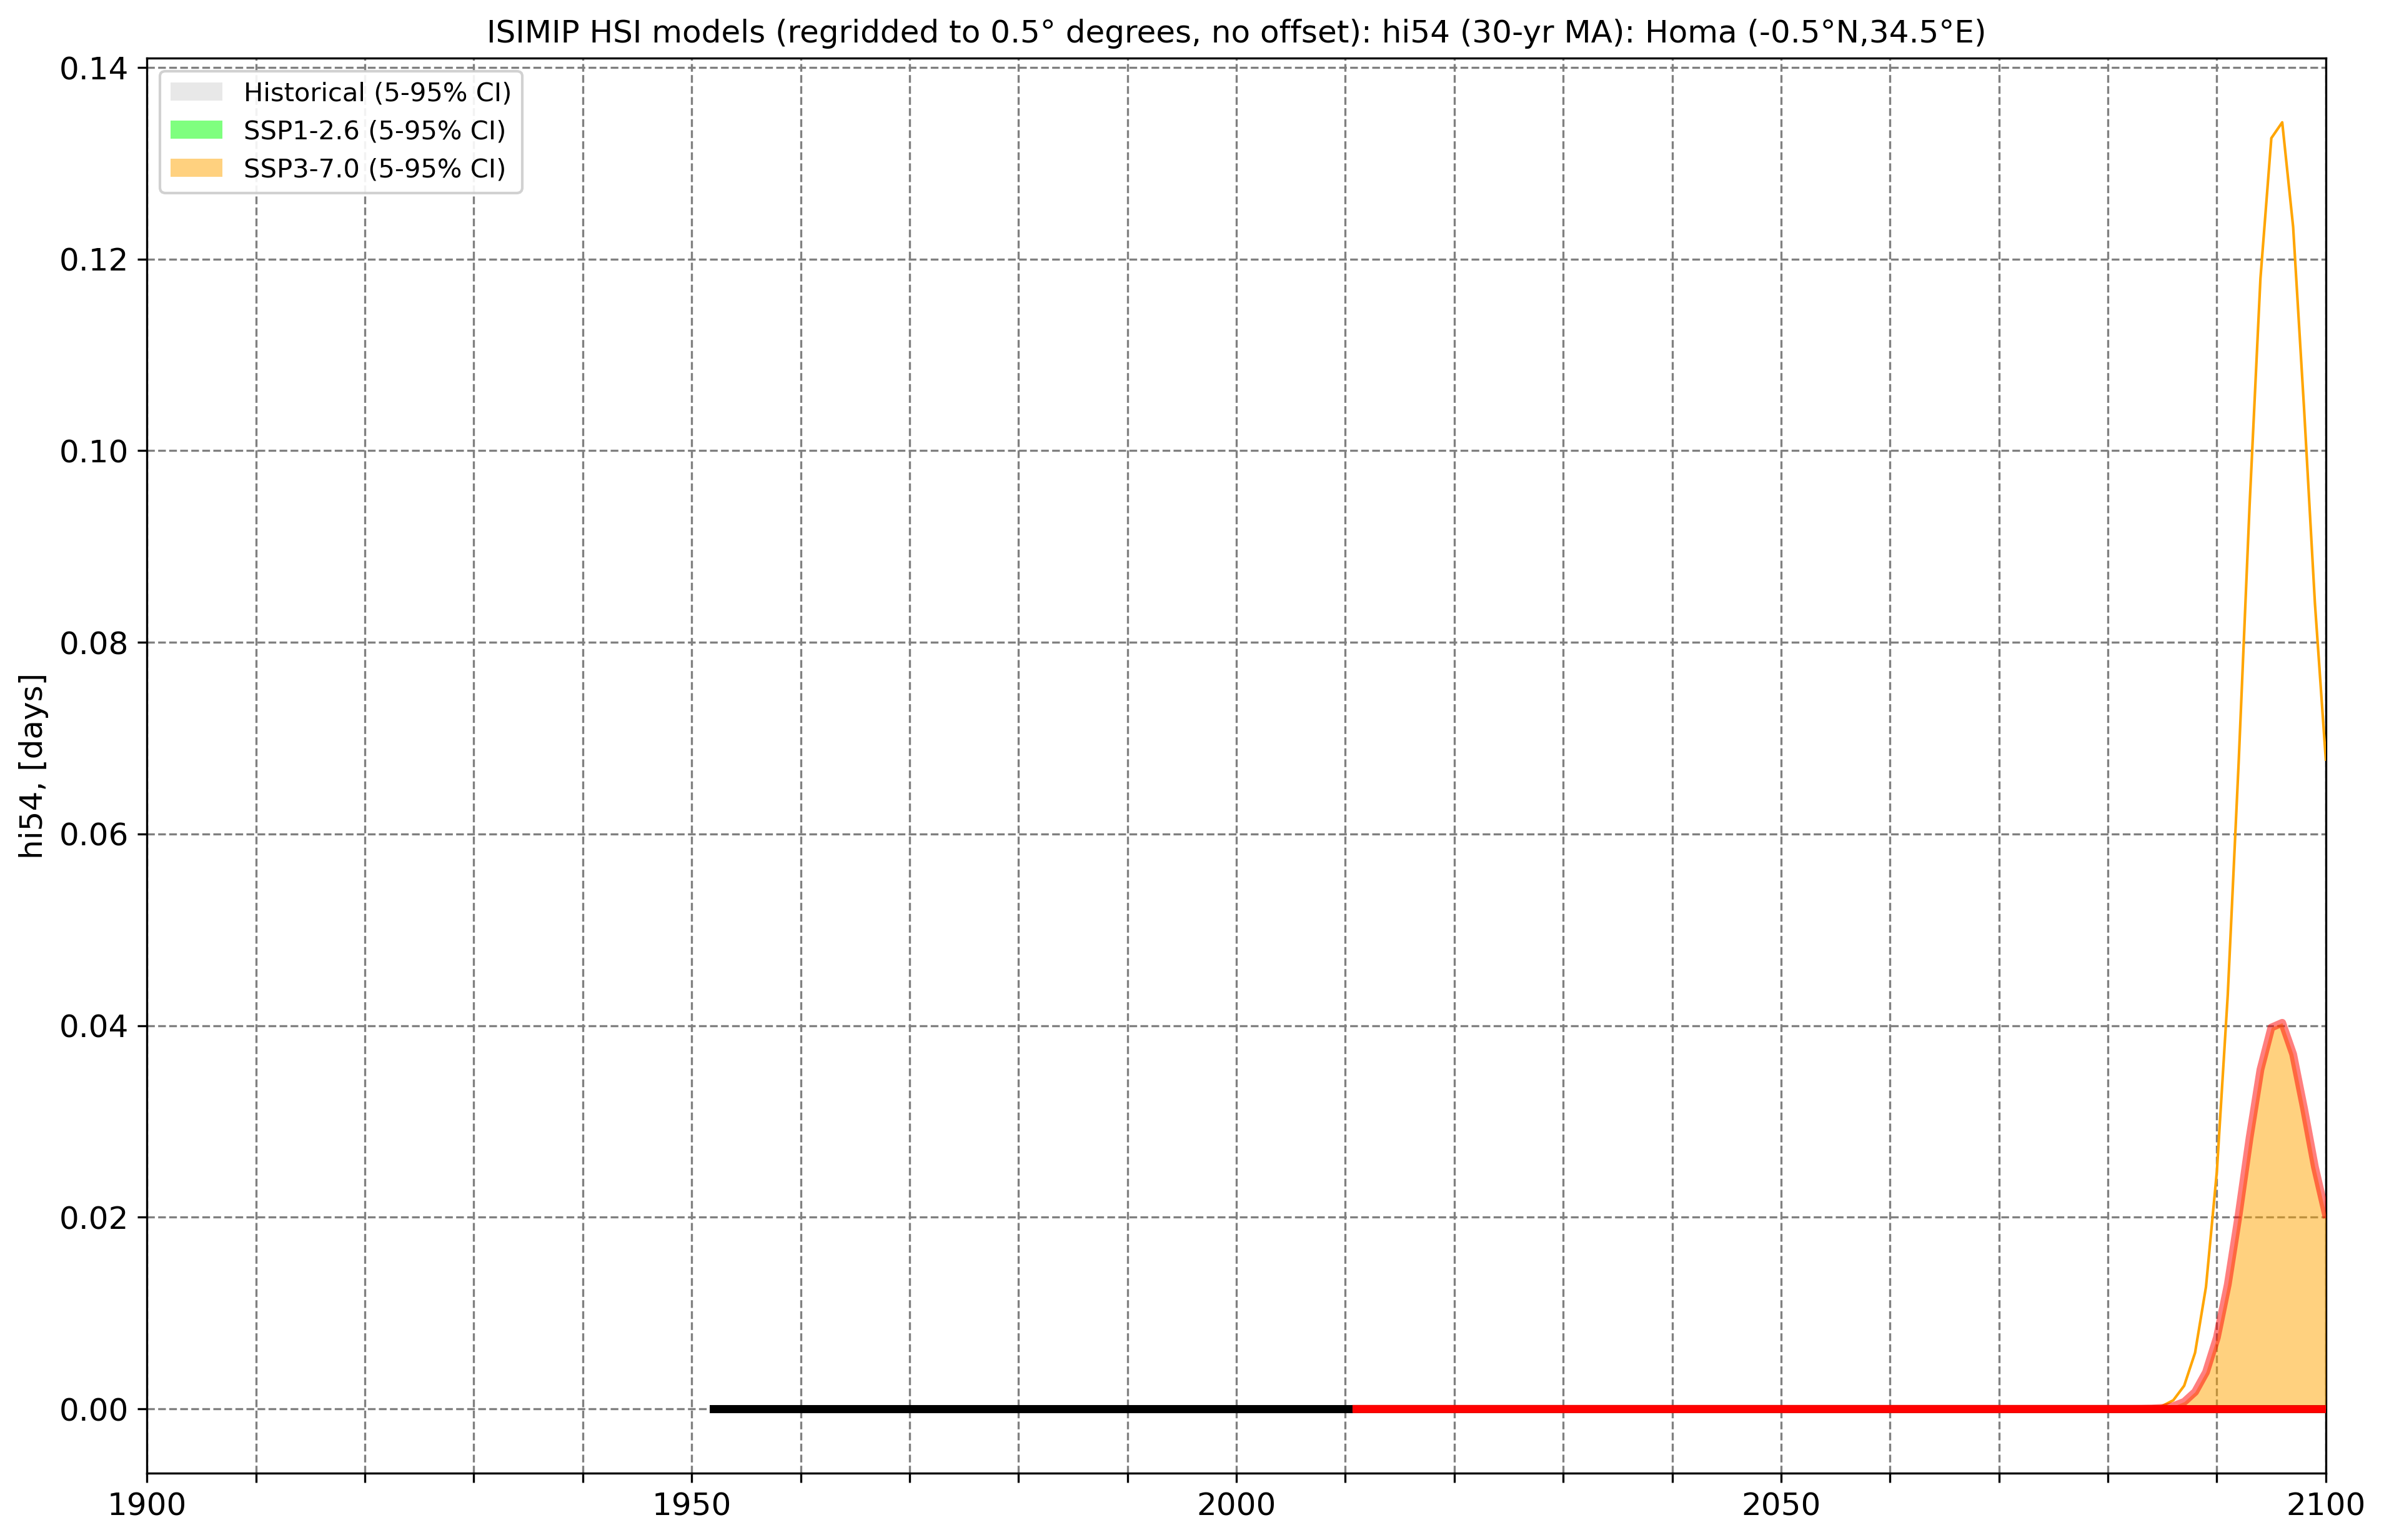 ISIMIP HSI models (regridded to 0.5° degrees, no offset): hi54 (30-yr MA): Homa (-0.5°N,34.5°E)
Historical (5-95% CI)
SSP1-2.6 (5-95% CI)
SSP3-7.0 (5-95% CI)
hi54, [days]
0.14
0.12
0.10
0.08
0.06
0.04
0.02
0.00
1900 1950 2000 2050 2100